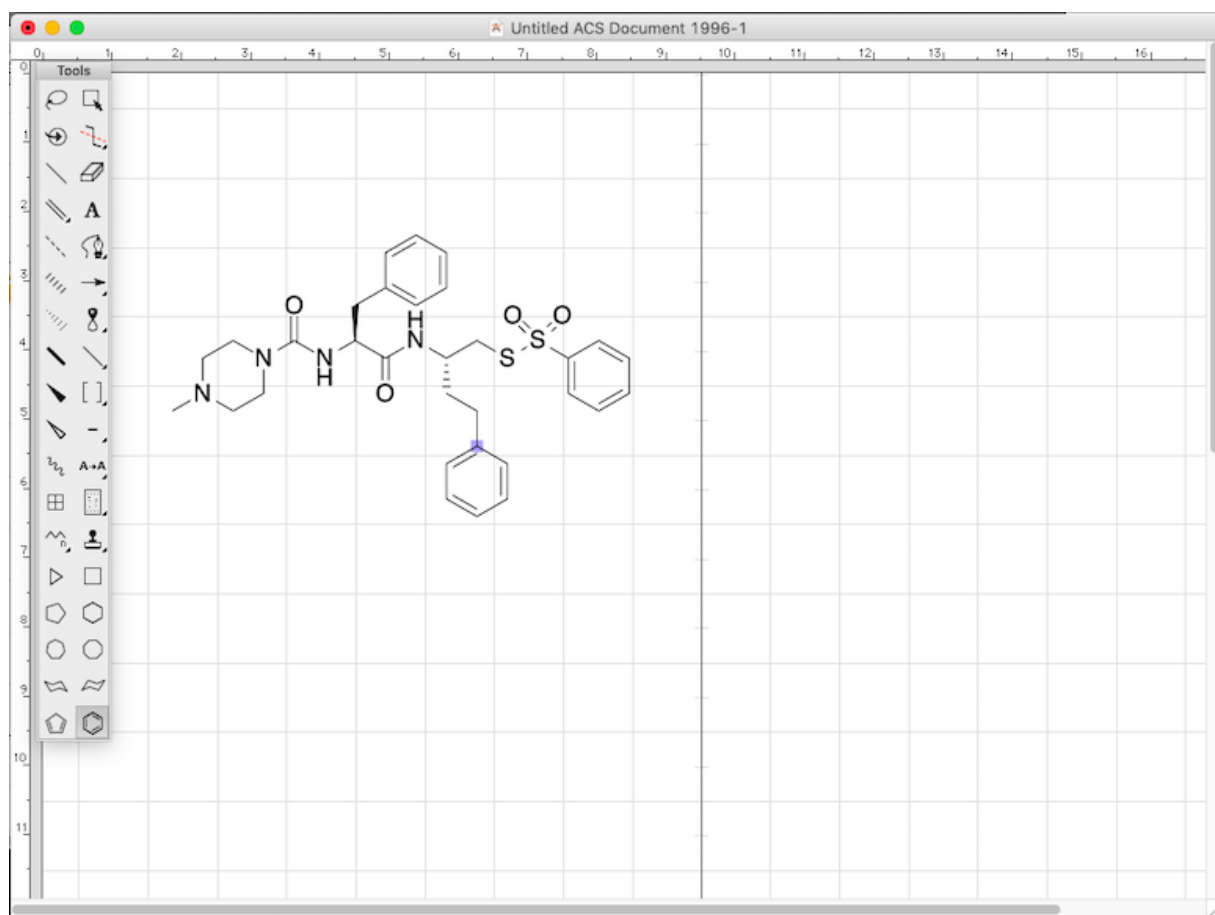 Untitled ACS Document 1996-1
0 1 2 3 4 5 6 7 8 9 10 11 12 13 14 15 16
Tools
0
1
2
3
4
5
6
7
8
9
10
11
A
[ ]
A→A
n
O
H
O O
N N S
N S
H
N O